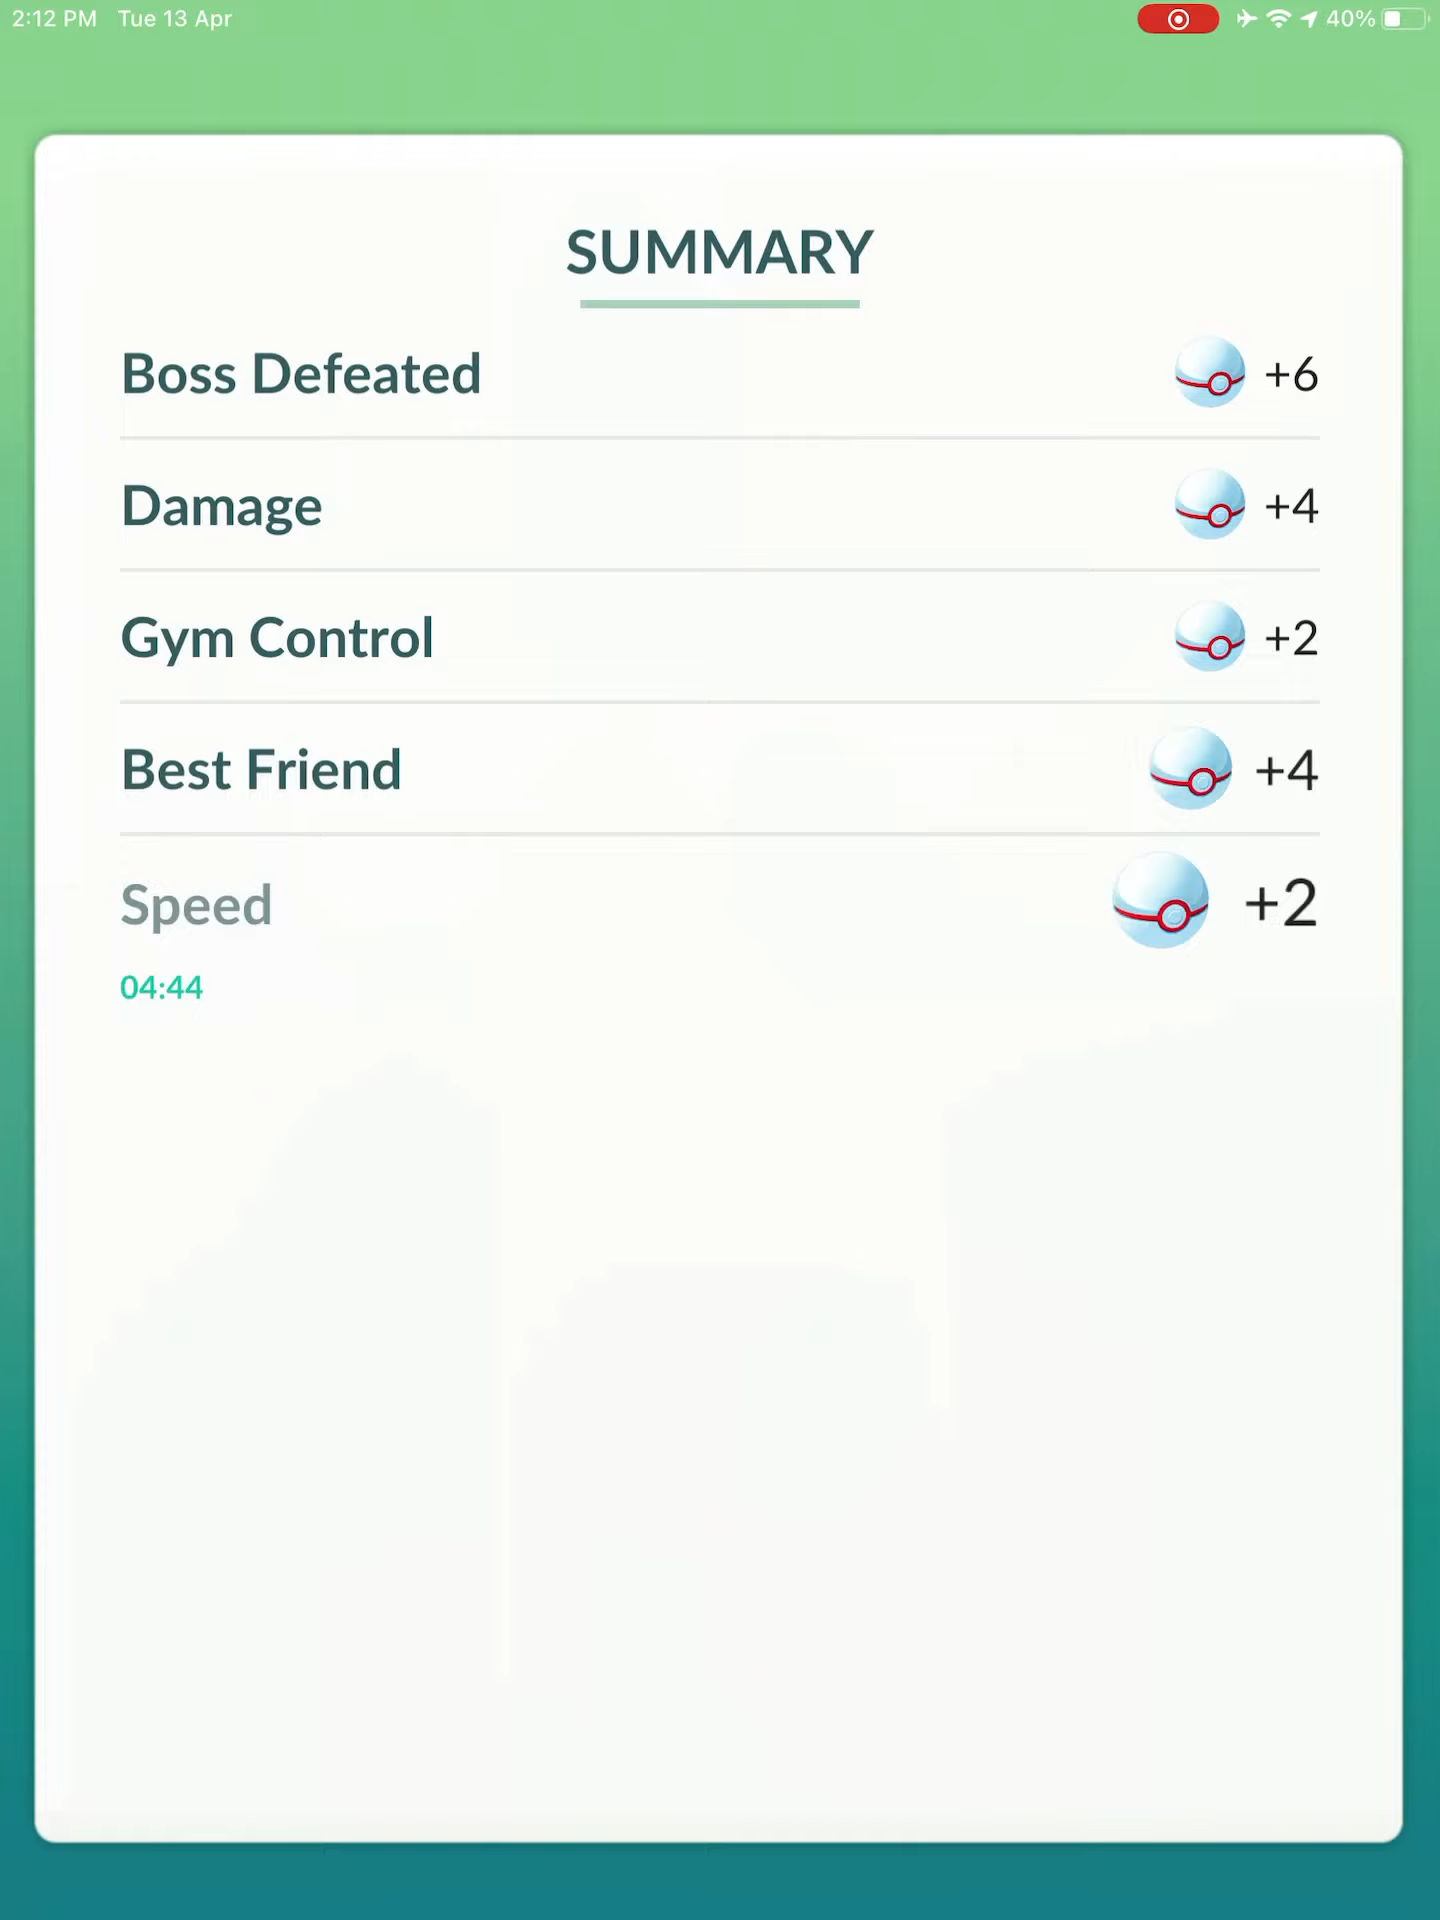 2:12 PM Tue 13 Apr 40%
SUMMARY
Boss Defeated +6
Damage +4
Gym Control +2
Best Friend +4
Speed +2
04:44